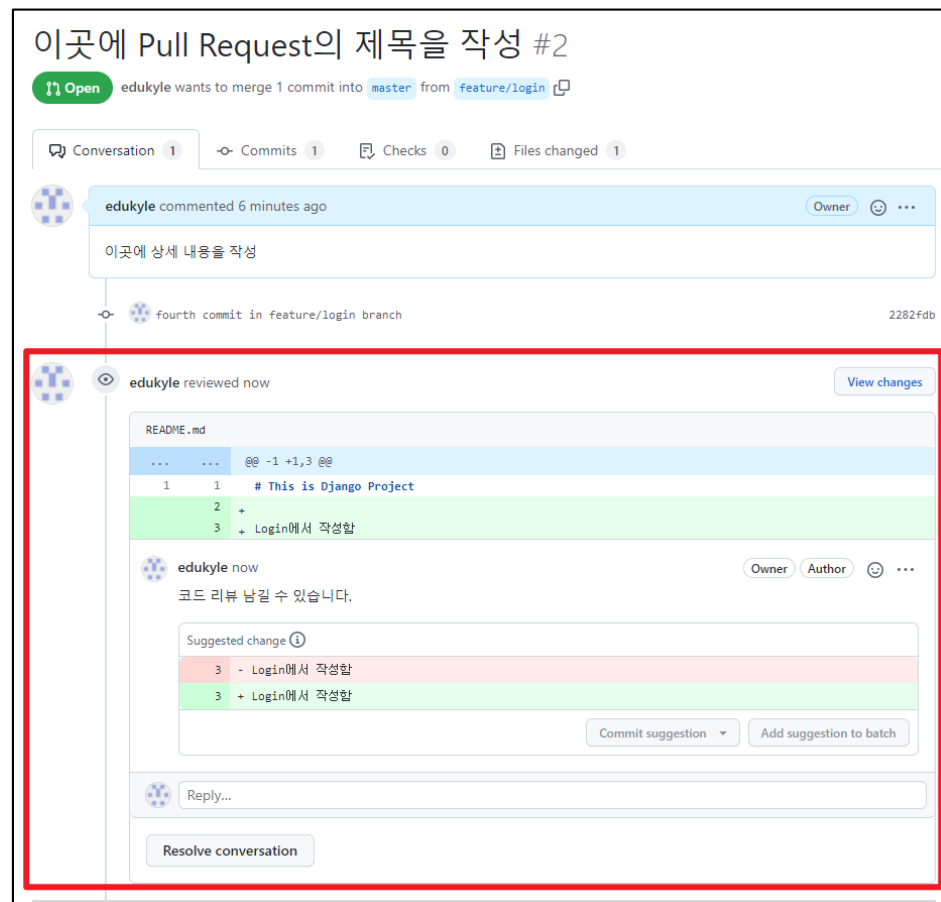 이곳에 Pull Request의 제목을 작성 #2
Open edukyle wants to merge 1 commit into master from feature/login
Conversation 1 Commits 1 Checks 0 Files changed 1
edukyle commented 6 minutes ago Owner ...
이곳에 상세 내용을 작성
fourth commit in feature/login branch 2282fdb
edukyle reviewed now View changes
README.md
... ... @@ -1 +1,3 @@
1 1 # This is Django Project
2 +
3 + Login에서 작성함
edukyle now Owner Author ...
코드 리뷰 남길 수 있습니다.
Suggested change
3 - Login에서 작성함
3 + Login에서 작성함
Commit suggestion Add suggestion to batch
Reply...
Resolve conversation